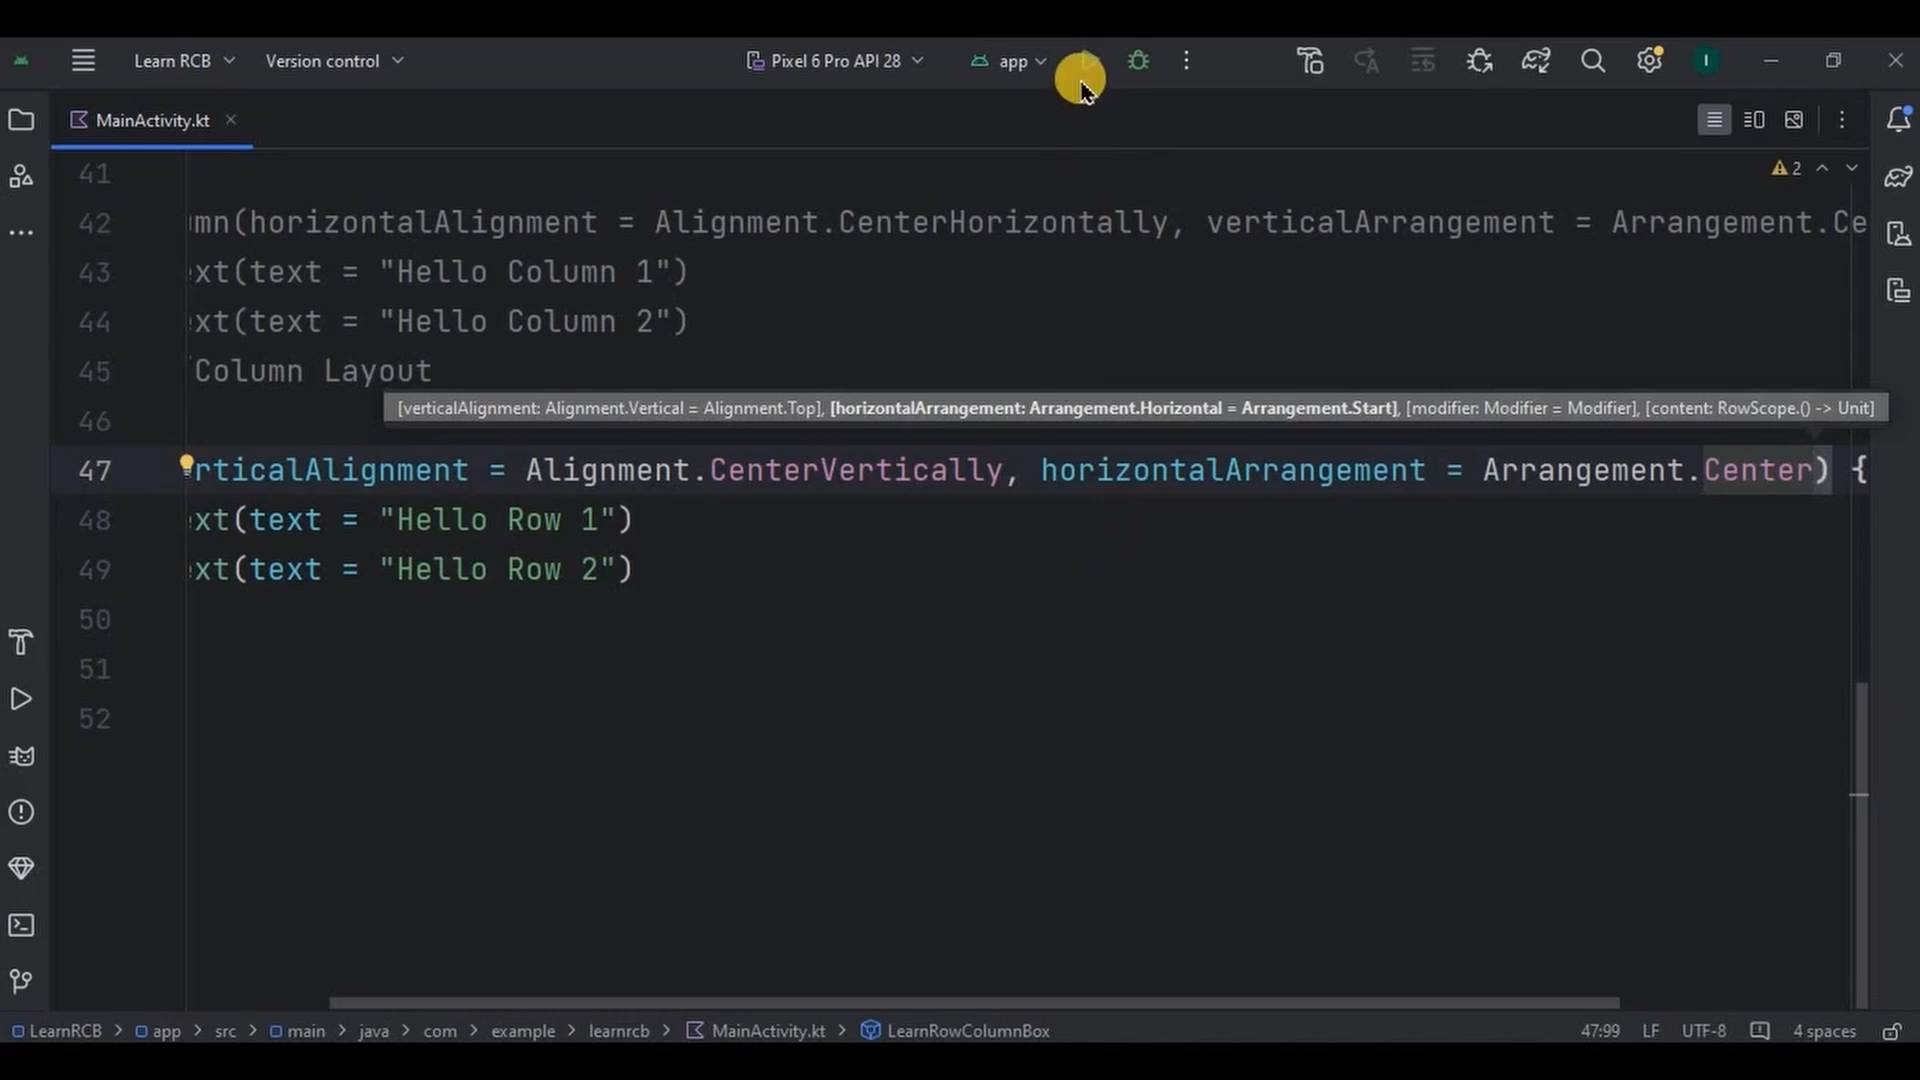 Learn RCB
Version control
Pixel 6 Pro API 28
app
I
MainActivity.kt
2
41
42 mn(horizontalAlignment = Alignment.CenterHorizontally, verticalArrangement = Arrangement.Ce
43 xt(text = "Hello Column 1")
44 xt(text = "Hello Column 2")
45 Column Layout
[verticalAlignment: Alignment.Vertical = Alignment.Top], [horizontalArrangement: Arrangement.Horizontal = Arrangement.Start], [modifier: Modifier = Modifier], [content: RowScope.() -> Unit]
46
47 rticalAlignment = Alignment.CenterVertically, horizontalArrangement = Arrangement.Center) {
48 xt(text = "Hello Row 1")
49 xt(text = "Hello Row 2")
50
51
52
LearnRCB > app > src > main > java > com > example > learnrcb > MainActivity.kt > LearnRowColumnBox
47:99 LF UTF-8 4 spaces